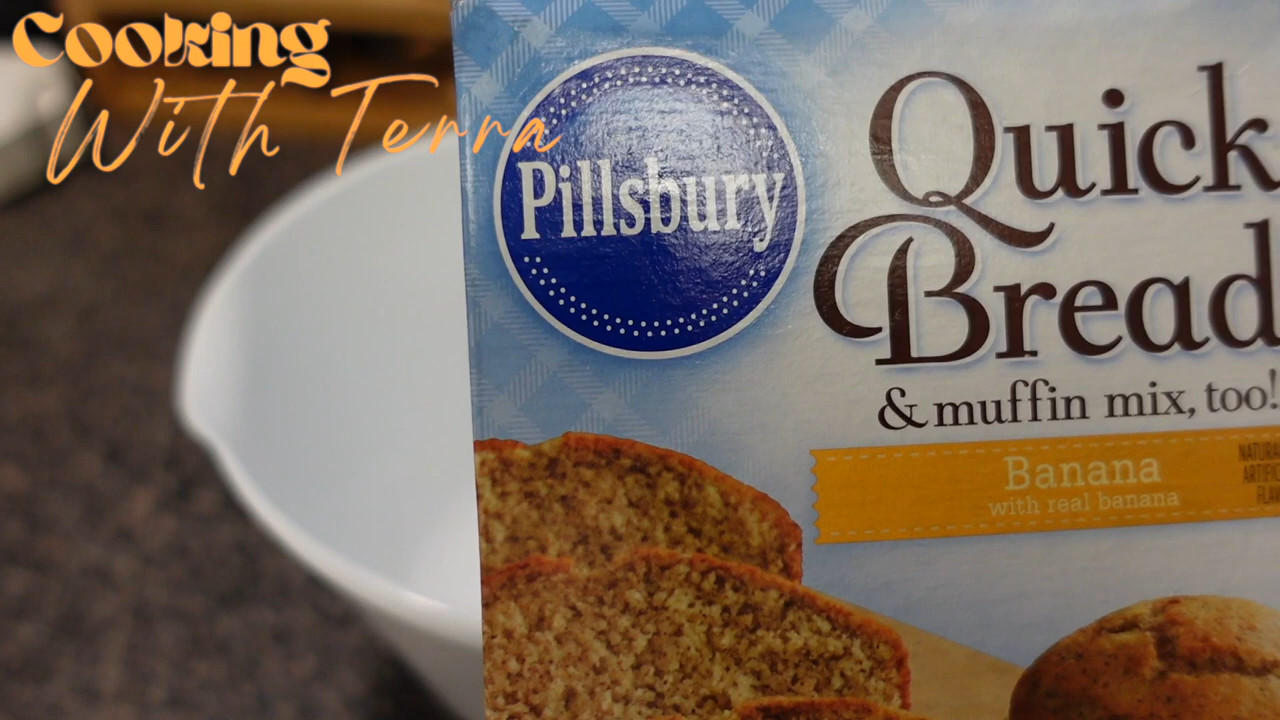 Cooking
With Terra
Pillsbury
Quick
Bread
& muffin mix, too!
Banana
with real banana